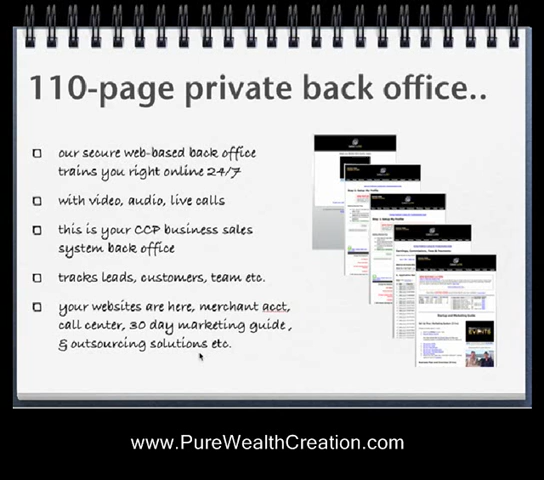 110-page private back office..
our secure web-based back office
trains you right online 24/7
with video, audio, live calls
this is your CCP business sales
system back office
tracks leads, customers, team etc.
your websites are here, merchant acct,
call center, 30 day marketing guide ,
& outsourcing solutions etc.
www.PureWealthCreation.com